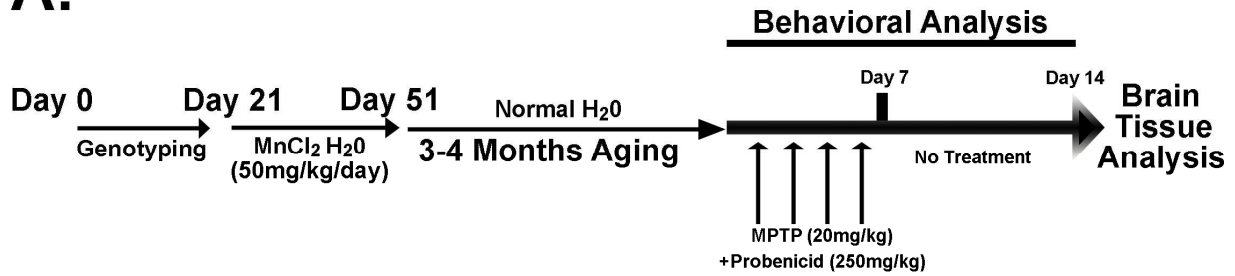 A.
Behavioral Analysis
Day 0
Day 21
Day 51
Day 7
Day 14
Genotyping
MnCl₂ H₂0
(50mg/kg/day)
Normal H₂0
3-4 Months Aging
No Treatment
Brain
Tissue
Analysis
MPTP (20mg/kg)
+Probenicid (250mg/kg)